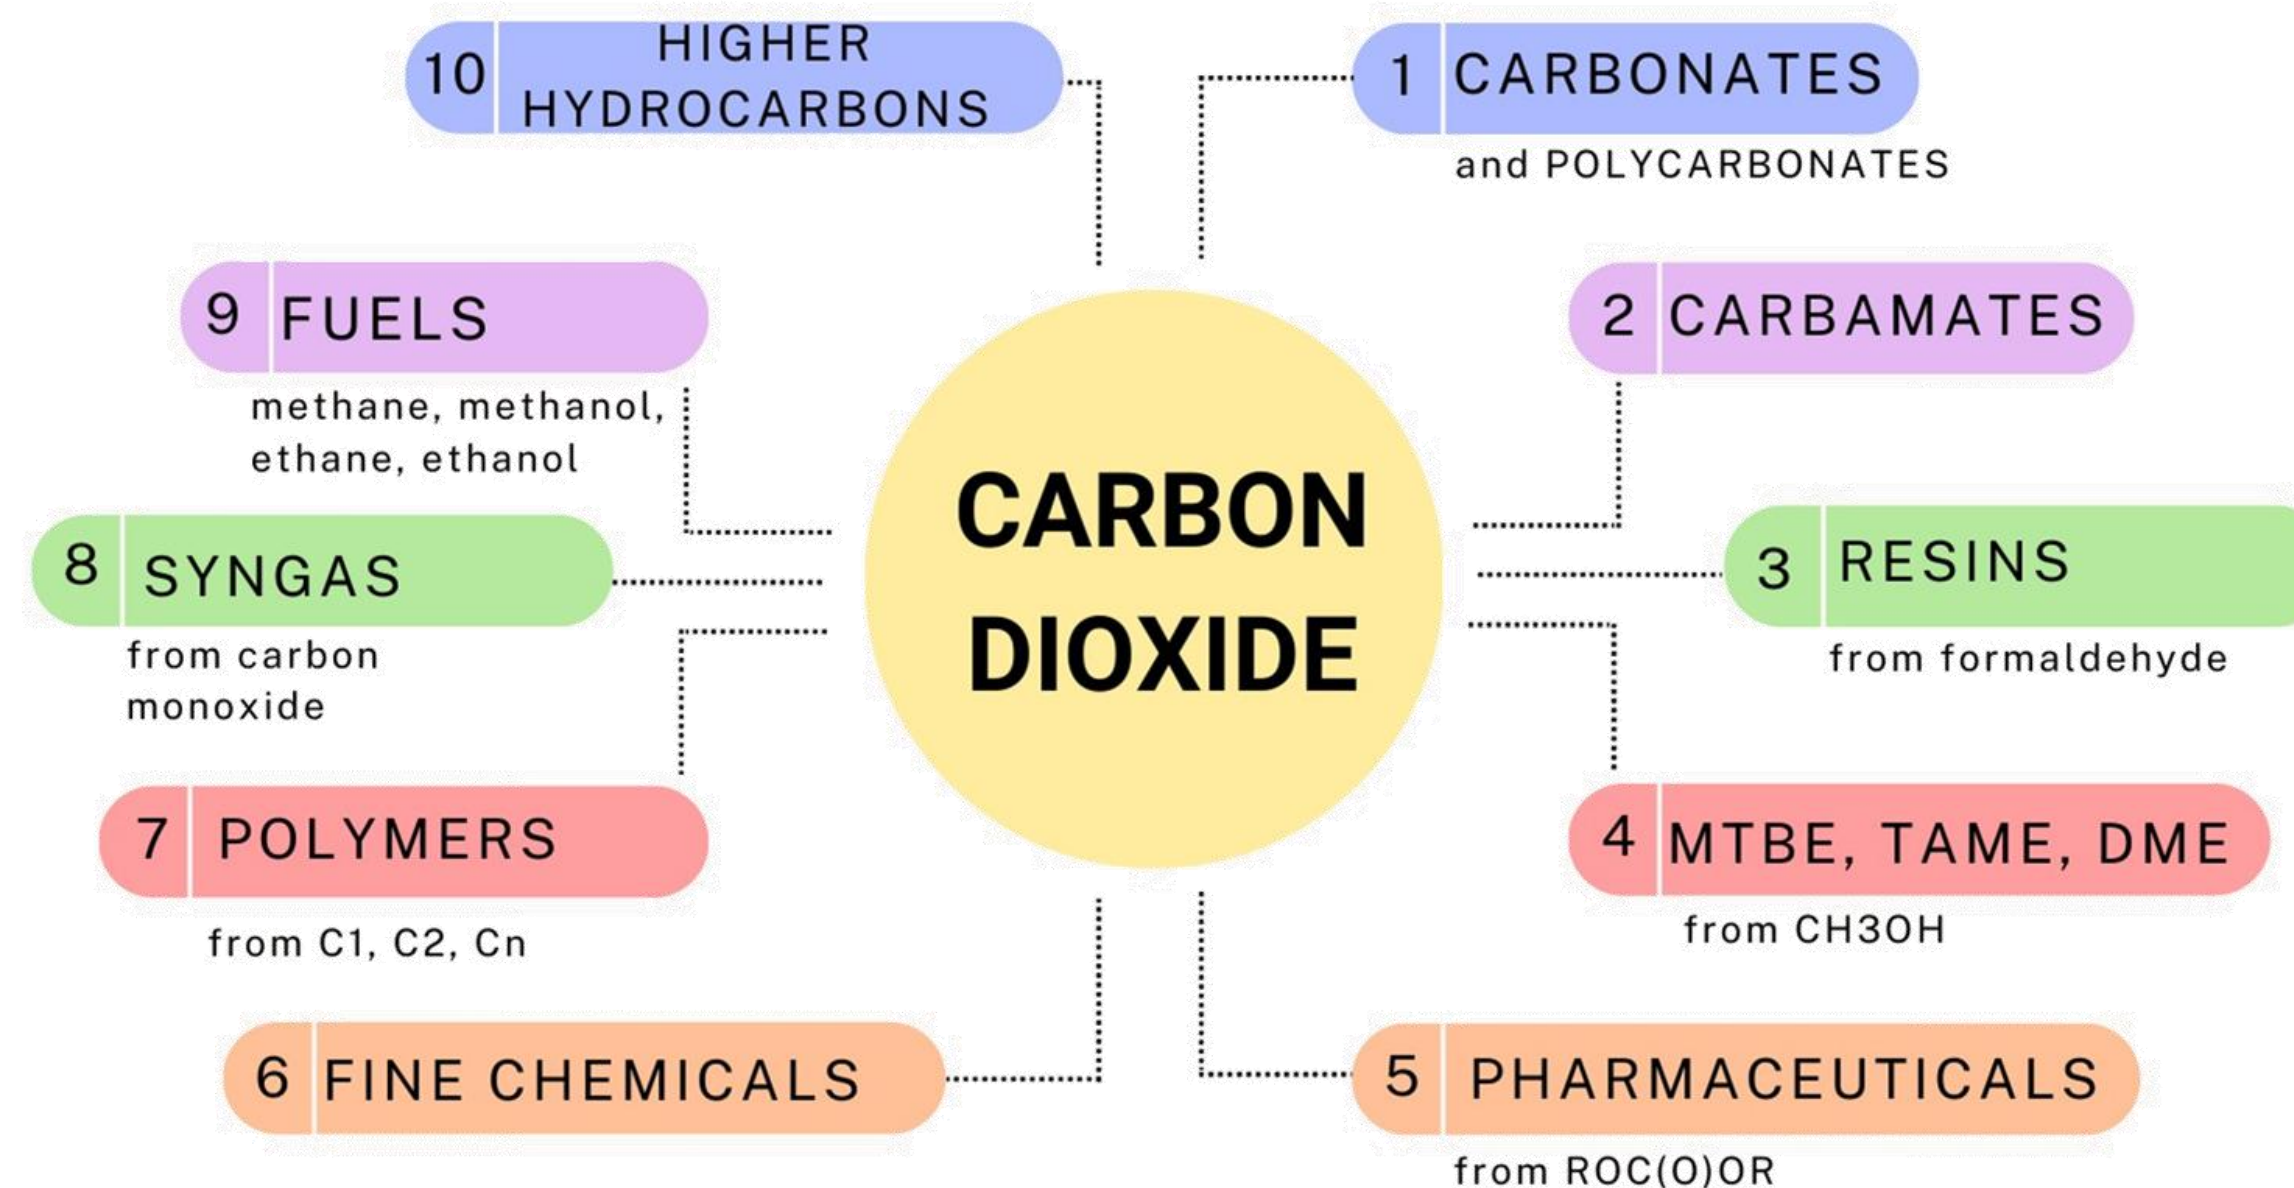 CARBON
DIOXIDE
1 CARBONATES
and POLYCARBONATES
2 CARBAMATES
3 RESINS
from formaldehyde
4 MTBE, TAME, DME
from CH3OH
5 PHARMACEUTICALS
from ROC(O)OR
6 FINE CHEMICALS
7 POLYMERS
from C1, C2, Cn
8 SYNGAS
from carbon
monoxide
9 FUELS
methane, methanol,
ethane, ethanol
10 HIGHER
HYDROCARBONS